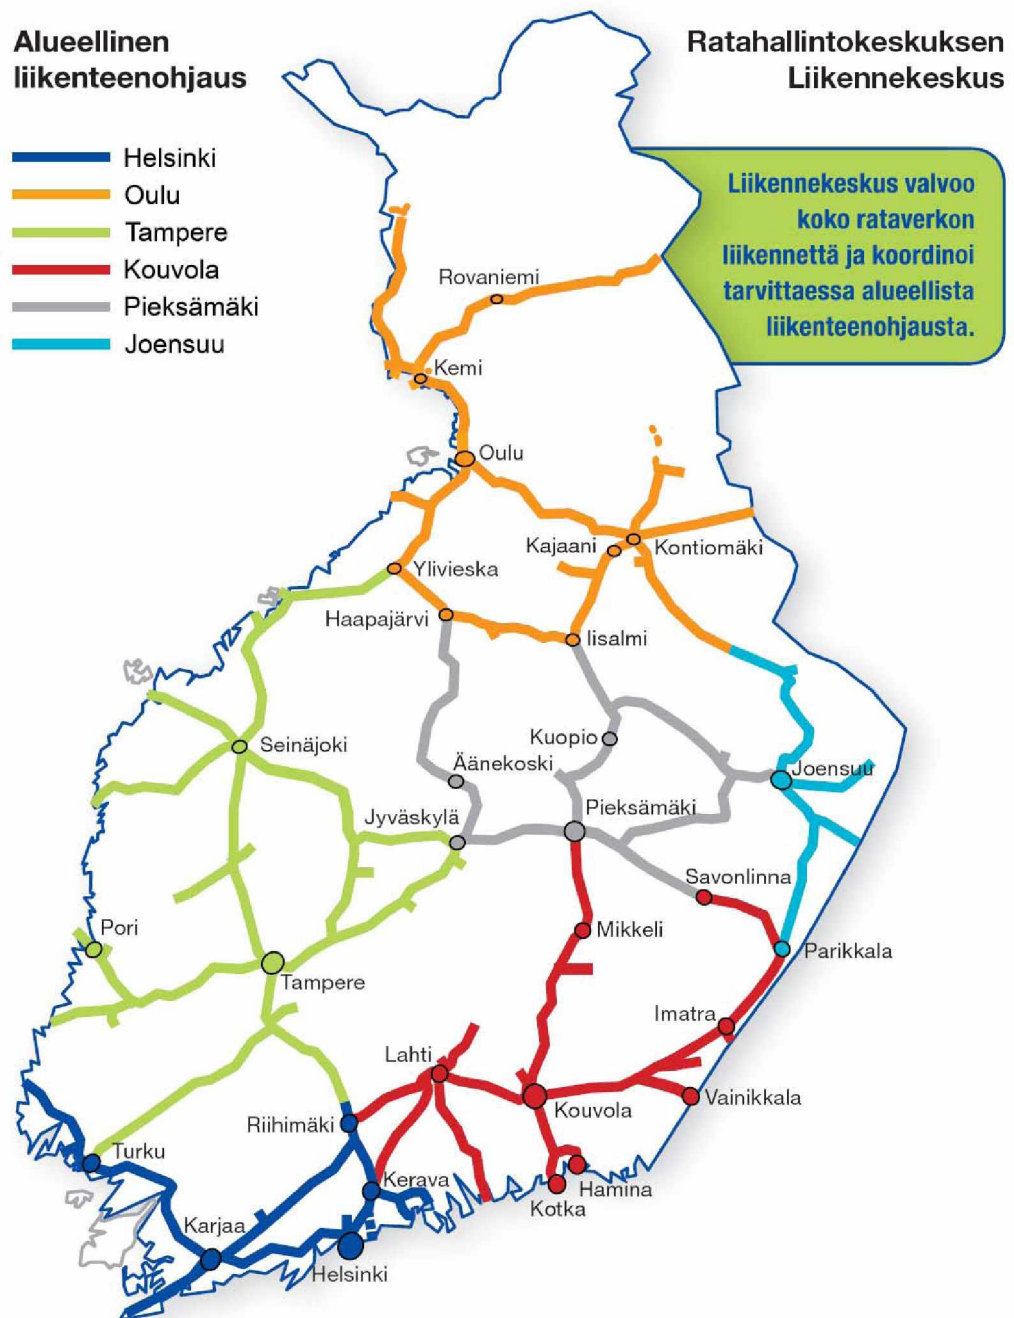 Alueellinen
liikenteenohjaus
Ratahallintokeskuksen
Liikennekeskus
Helsinki
Oulu
Tampere
Kouvola
Pieksämäki
Joensuu
Liikennekeskus valvoo
koko rataverkon
liikennettä ja koordinoi
tarvittaessa alueellista
liikenteenohjausta.
Rovaniemi
Kemi
Oulu
Kajaani
Kontiomäki
Ylivieska
Haapajärvi
Iisalmi
Seinäjoki
Kuopio
Äänekoski
Joensuu
Jyväskylä
Pieksämäki
Savonlinna
Pori
Mikkeli
Parikkala
Tampere
Imatra
Lahti
Vainikkala
Kouvola
Riihimäki
Turku
Kerava
Hamina
Kotka
Karjaa
Helsinki